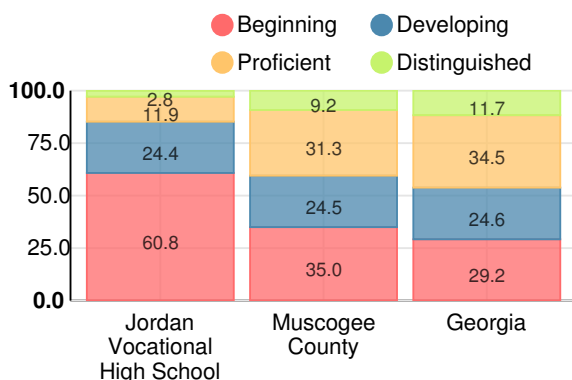 Beginning
Developing
Proficient
Distinguished
100.0
75.0
50.0
25.0
0.0
2.8
11.9
24.4
60.8
9.2
31.3
24.5
35.0
11.7
34.5
24.6
29.2
Jordan
Vocational
High School
Muscogee
County
Georgia